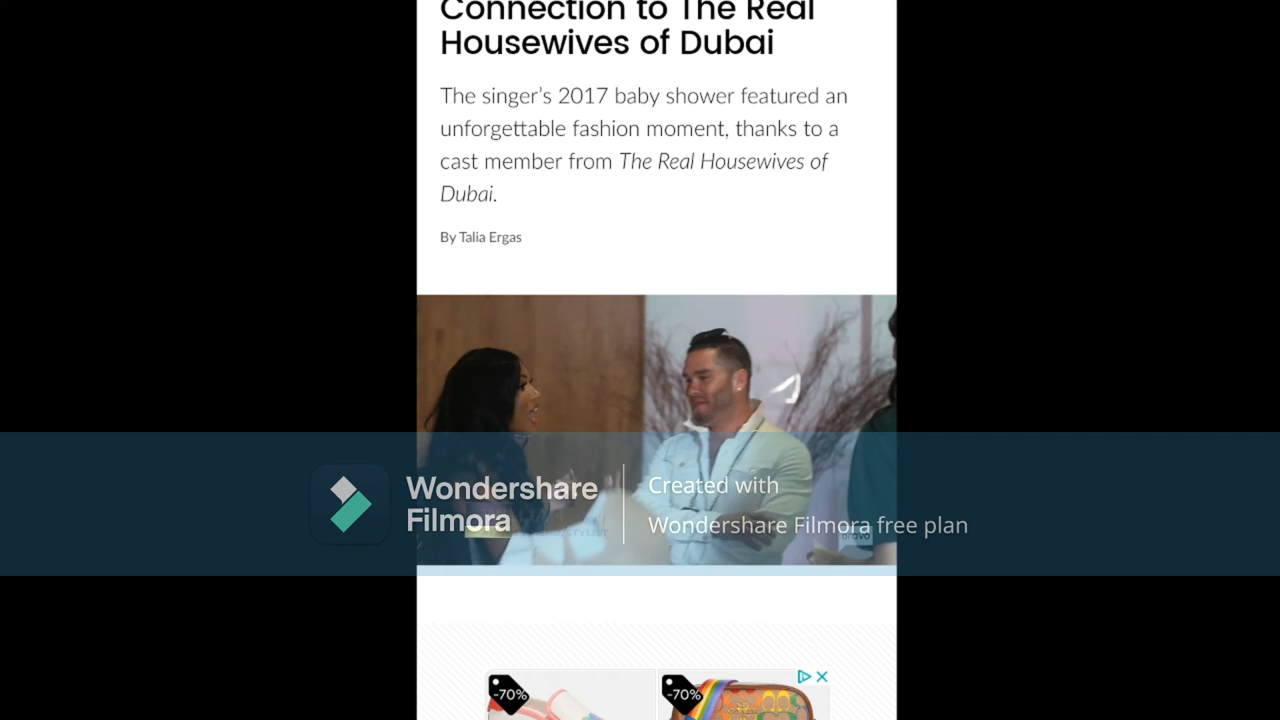 Connection to The Real
Housewives of Dubai
The singer's 2017 baby shower featured an
unforgettable fashion moment, thanks to a
cast member from The Real Housewives of
Dubai.
By Talia Ergas
Wondershare
Filmora
Created with
Wondershare Filmora free plan
bravo
-70%
-70%
COACH